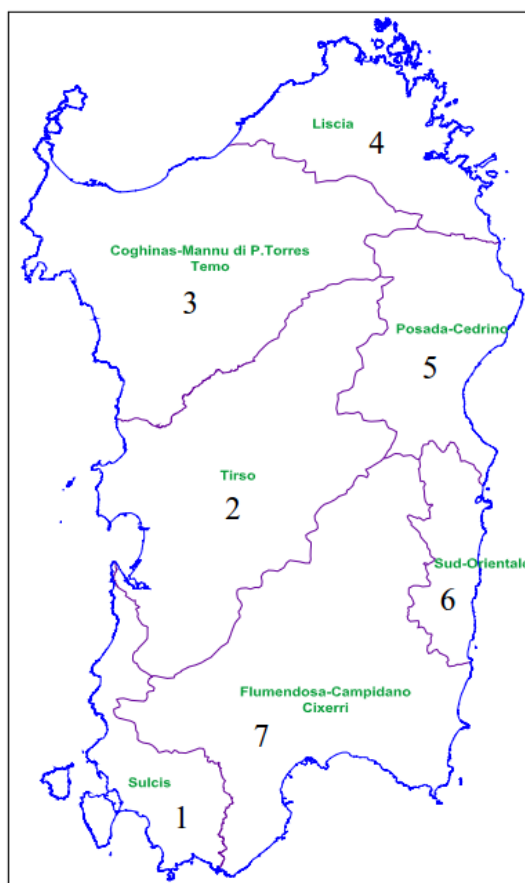 Liscia
4
Coghinas-Mannu di P.Torres
Temo
3
Posada-Cedrino
5
Tirso
2
Sud-Orientale
6
Flumendosa-Campidano
Cixerri
7
Sulcis
1